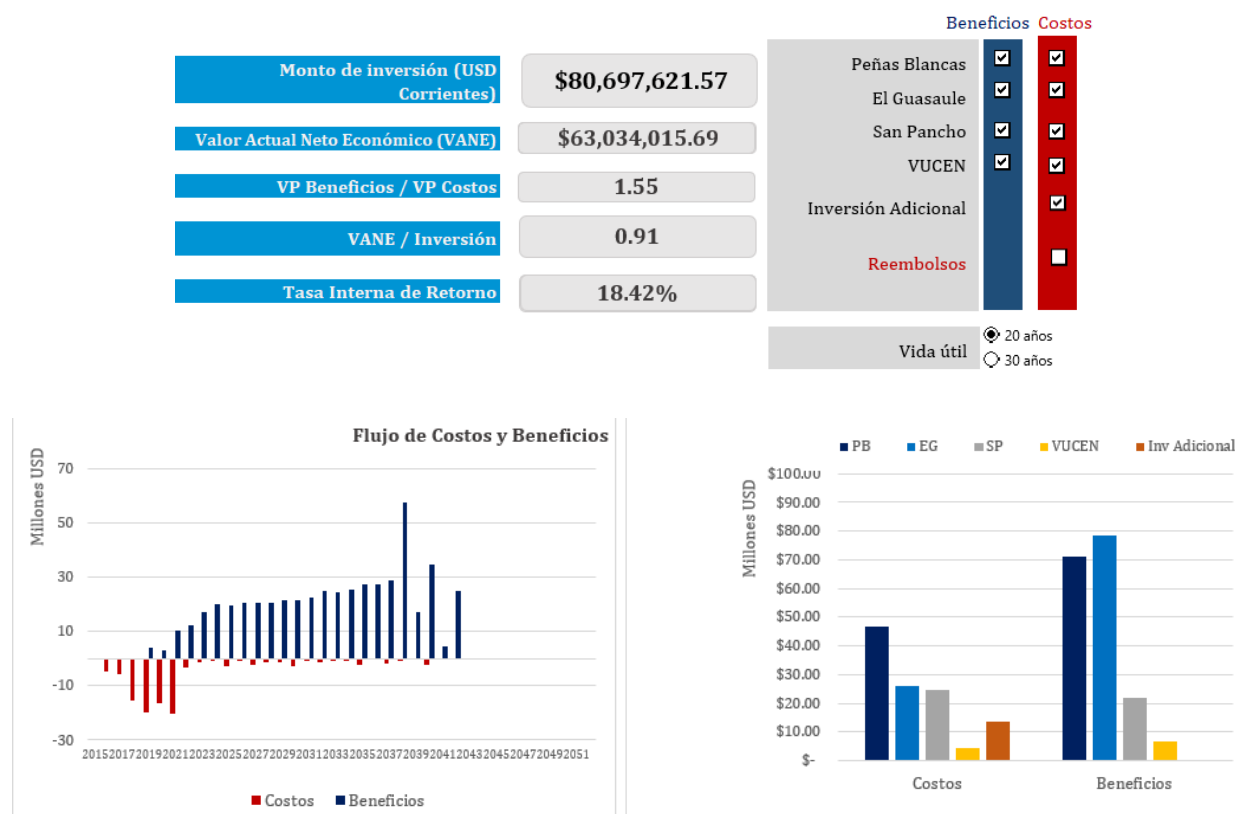 Beneficios Costos
Monto de inversión (USD
Corrientes)
$80,697,621.57
Valor Actual Neto Económico (VANE)
$63,034,015.69
VP Beneficios / VP Costos
1.55
VANE / Inversión
0.91
Tasa Interna de Retorno
18.42%
Peñas Blancas
El Guasaule
San Pancho
VUCEN
Inversión Adicional
Reembolsos
Vida útil
20 años
30 años
Flujo de Costos y Beneficios
Millones USD
70
50
30
10
-10
-30
2015 2017 2019 2021 2023 2025 2027 2029 2031 2033 2035 2037 2039 2041 2043 2045 2047 2049 2051
Costos Beneficios
PB EG SP VUCEN Inv Adicional
Millones USD
$100.00
$90.00
$80.00
$70.00
$60.00
$50.00
$40.00
$30.00
$20.00
$10.00
$-
Costos Beneficios